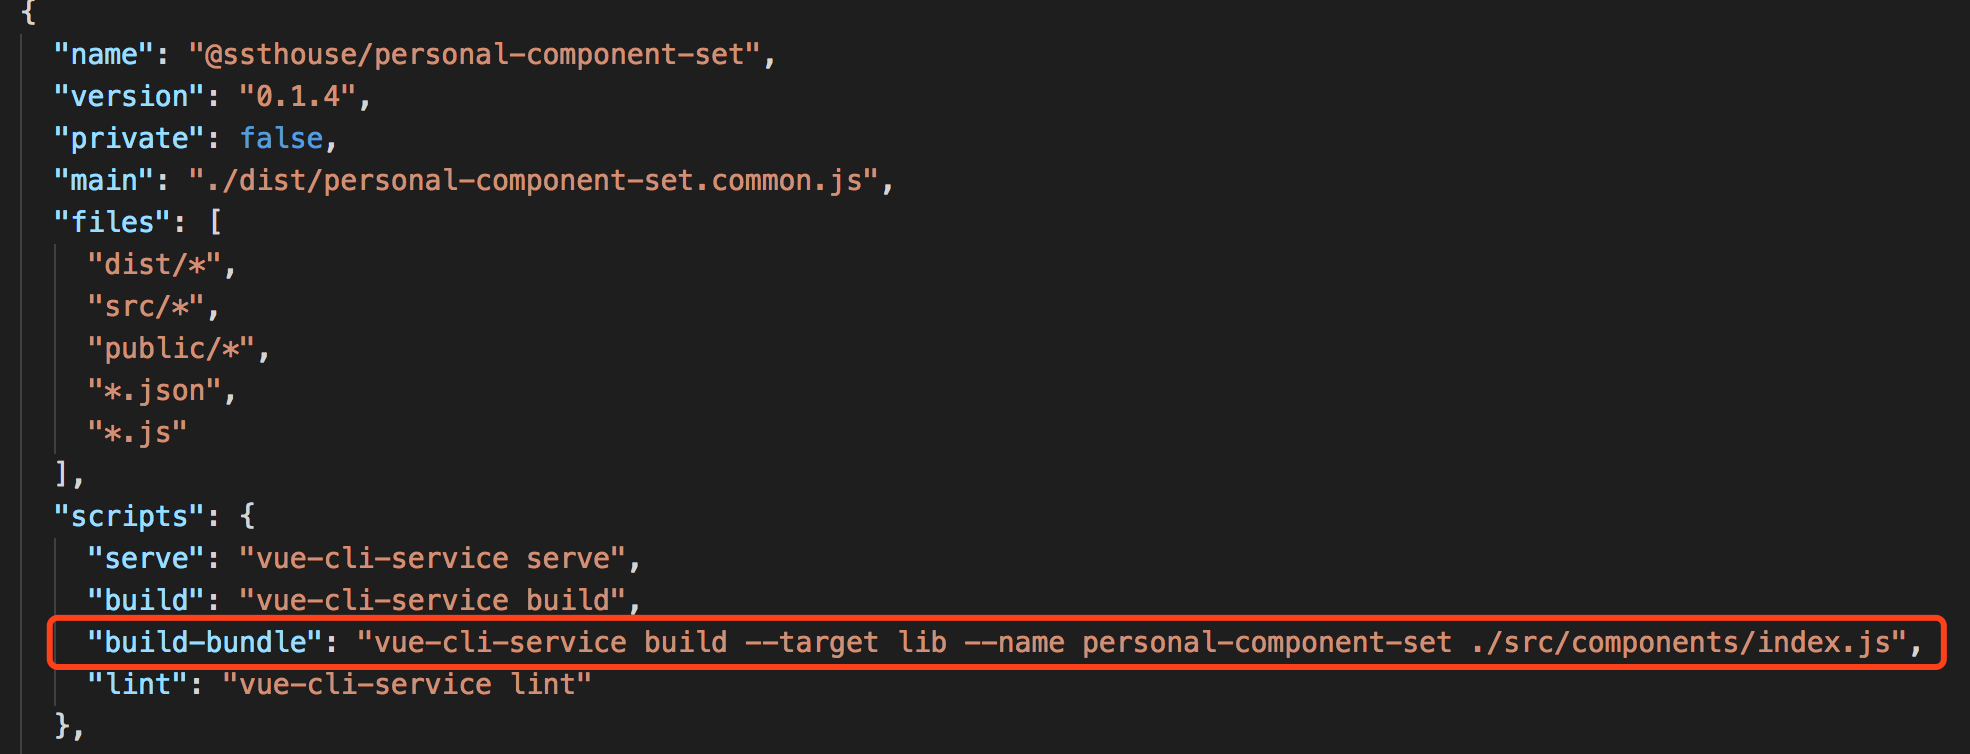 {
"name": "@ssthouse/personal-component-set",
"version": "0.1.4",
"private": false,
"main": "./dist/personal-component-set.common.js",
"files": [
"dist/*",
"src/*",
"public/*",
"*.json",
"*.js"
],
"scripts": {
"serve": "vue-cli-service serve",
"build": "vue-cli-service build",
"build-bundle": "vue-cli-service build --target lib --name personal-component-set ./src/components/index.js",
"lint": "vue-cli-service lint"
},